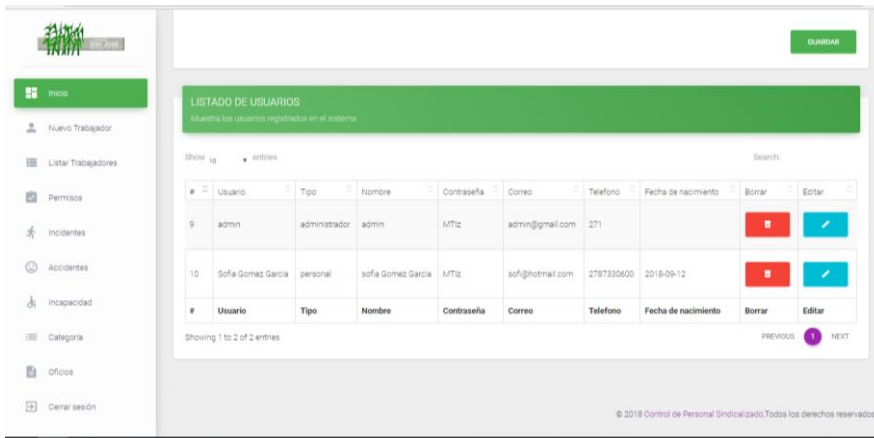 San Jose
GUARDAR
Inicio
Nuevo Trabajador
Listar Trabajadores
Permisos
Incidentes
Accidentes
Incapacidad
Categoría
Oficios
Cerrar sesión
LISTADO DE USUARIOS
Muestra los usuarios registrados en el sistema
Show 10 entries
Search:
# Usuario Tipo Nombre Contraseña Correo Telefono Fecha de nacimiento Borrar Editar
9 admin administrador admin MTIz admin@gmail.com 271
10 Sofia Gomez Garcia personal sofia Gomez Garcia MTIz sofi@hotmail.com 2787330600 2018-09-12
# Usuario Tipo Nombre Contraseña Correo Telefono Fecha de nacimiento Borrar Editar
Showing 1 to 2 of 2 entries
PREVIOUS 1 NEXT
© 2018 Control de Personal Sindicalizado,Todos los derechos reservados